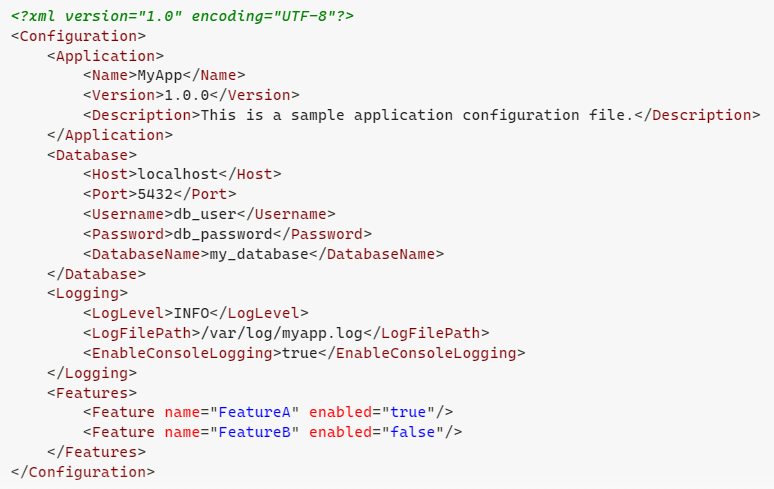 <?xml version="1.0" encoding="UTF-8"?>
<Configuration>
    <Application>
        <Name>MyApp</Name>
        <Version>1.0.0</Version>
        <Description>This is a sample application configuration file.</Description>
    </Application>
    <Database>
        <Host>localhost</Host>
        <Port>5432</Port>
        <Username>db_user</Username>
        <Password>db_password</Password>
        <DatabaseName>my_database</DatabaseName>
    </Database>
    <Logging>
        <LogLevel>INFO</LogLevel>
        <LogFilePath>/var/log/myapp.log</LogFilePath>
        <EnableConsoleLogging>true</EnableConsoleLogging>
    </Logging>
    <Features>
        <Feature name="FeatureA" enabled="true"/>
        <Feature name="FeatureB" enabled="false"/>
    </Features>
</Configuration>